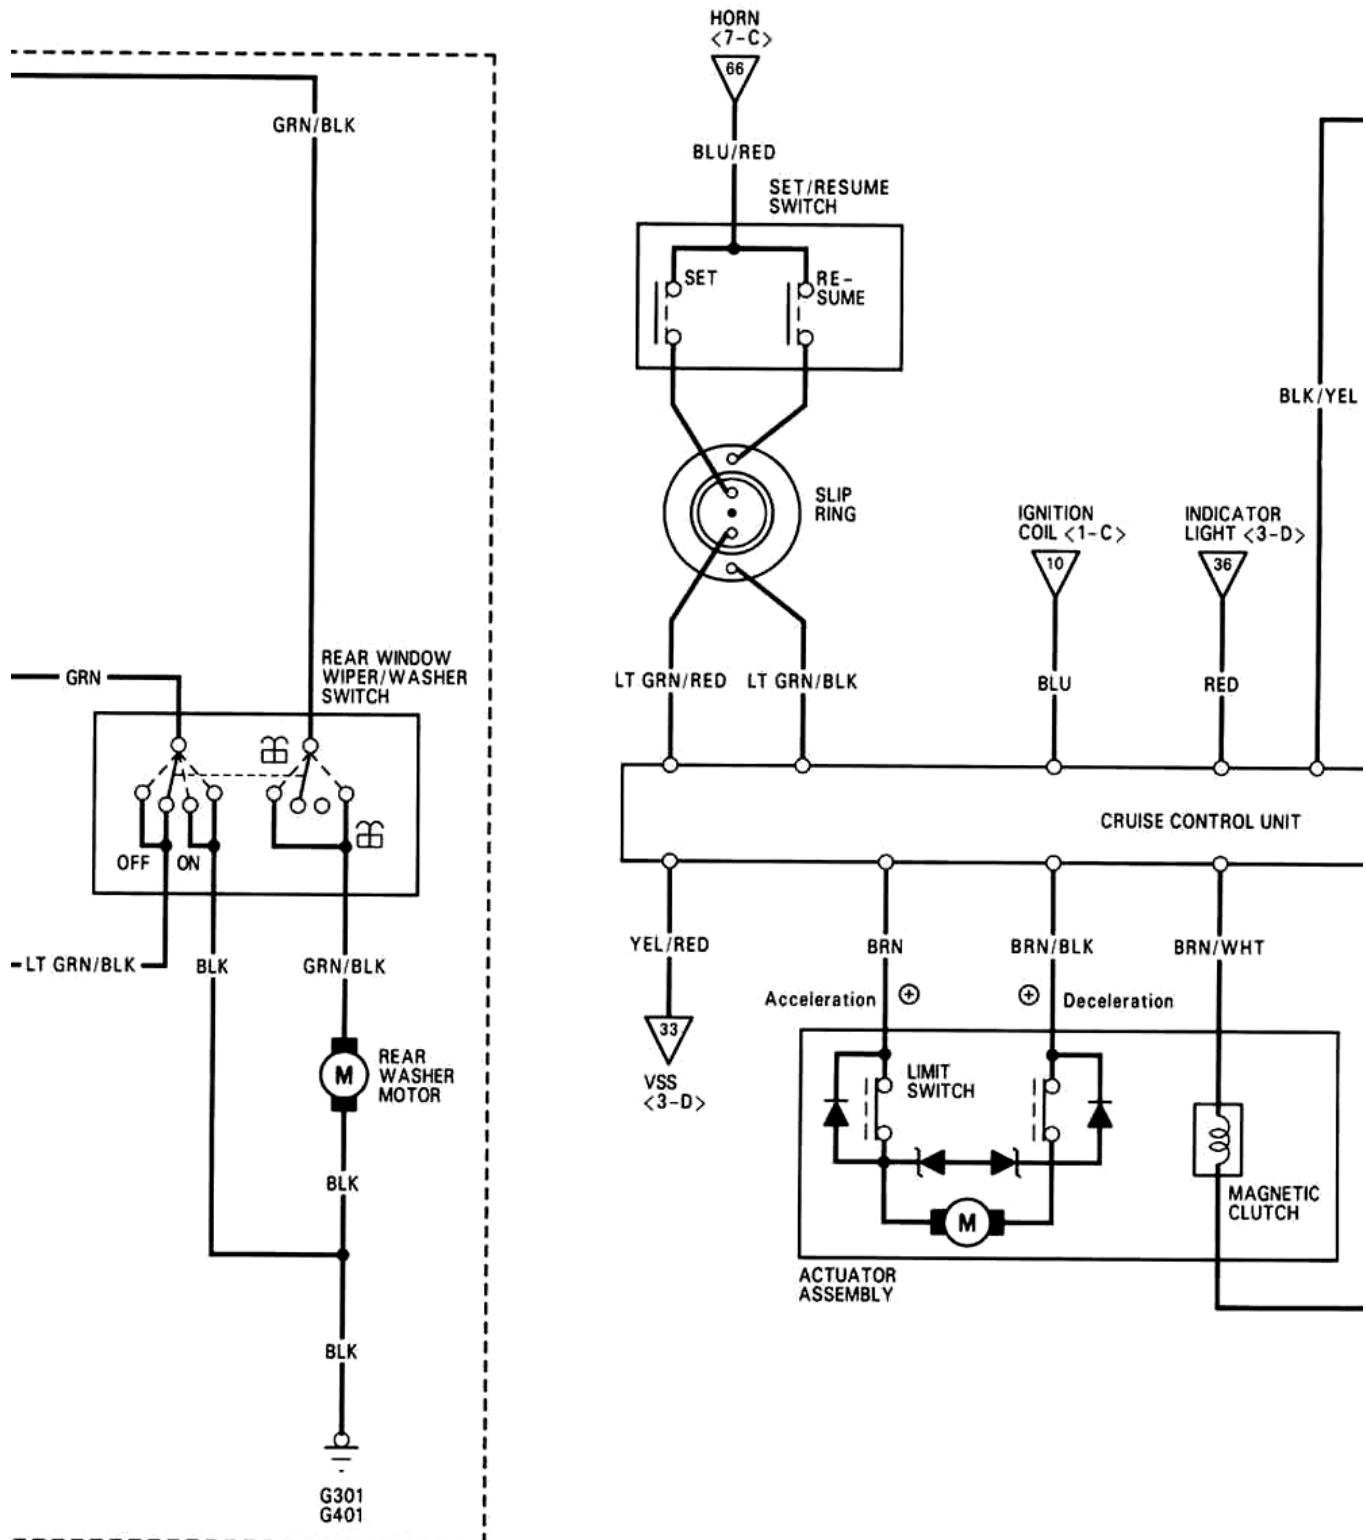 HORN
<7-C>
66
GRN/BLK
BLU/RED
SET/RESUME
SWITCH
SET
RE-
SUME
BLK/YEL
SLIP
RING
IGNITION
COIL <1-C>
10
INDICATOR
LIGHT <3-D>
36
REAR WINDOW
WIPER/WASHER
SWITCH
GRN
LT GRN/RED
LT GRN/BLK
BLU
RED
CRUISE CONTROL UNIT
OFF
ON
LT GRN/BLK
BLK
GRN/BLK
YEL/RED
BRN
BRN/BLK
BRN/WHT
Acceleration
+
+
Deceleration
33
VSS
<3-D>
LIMIT
SWITCH
M
REAR
WASHER
MOTOR
BLK
M
MAGNETIC
CLUTCH
ACTUATOR
ASSEMBLY
BLK
G301
G401